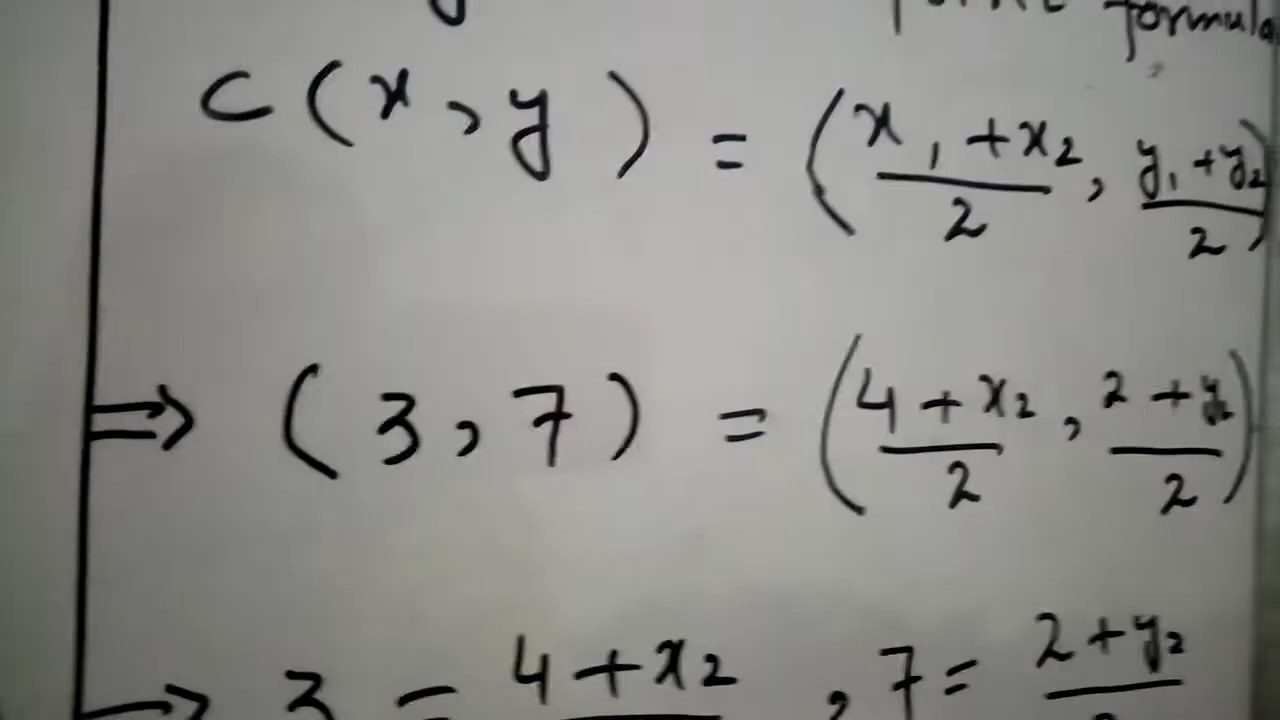 formula
C(x, y) = (x₁ + x₂/2, y₁ + y₂/2)
⇒ (3, 7) = (4 + x₂/2, 2 + y₂/2)
→ 3 = 4 + x₂, 7 = 2 + y₂